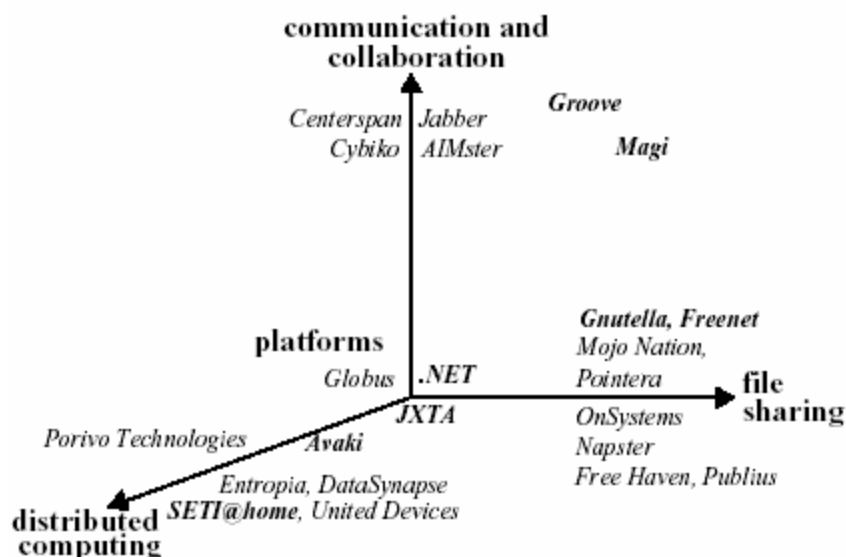 communication and
collaboration
Groove
Centerspan Jabber
Cybiko AIMster
Magi
Gnutella, Freenet
platforms
Mojo Nation,
Globus .NET
Pointera
file
sharing
JXTA
OnSystems
Porivo Technologies
Avaki
Napster
Free Haven, Publius
Entropia, DataSynapse
SETI@home, United Devices
distributed
computing